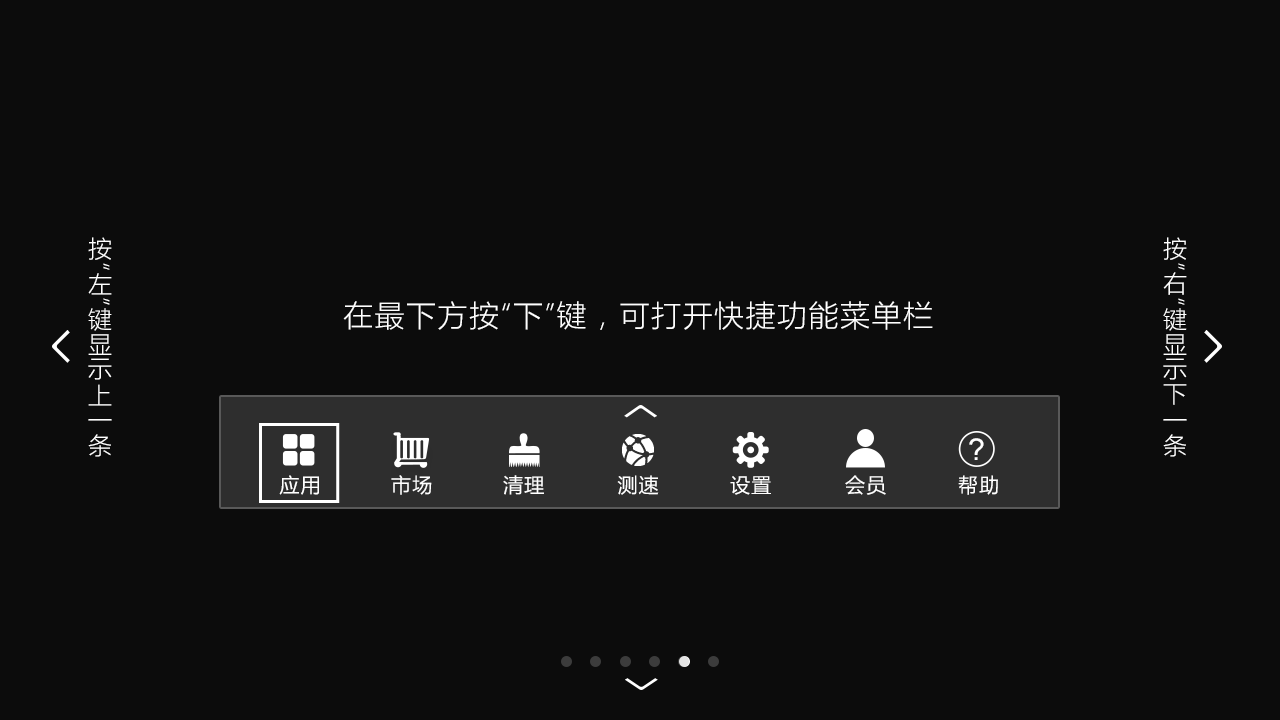 按“左”键显示上一条
在最下方按“下”键，可打开快捷功能菜单栏
按“右”键显示下一条
应用
市场
清理
测速
设置
会员
帮助